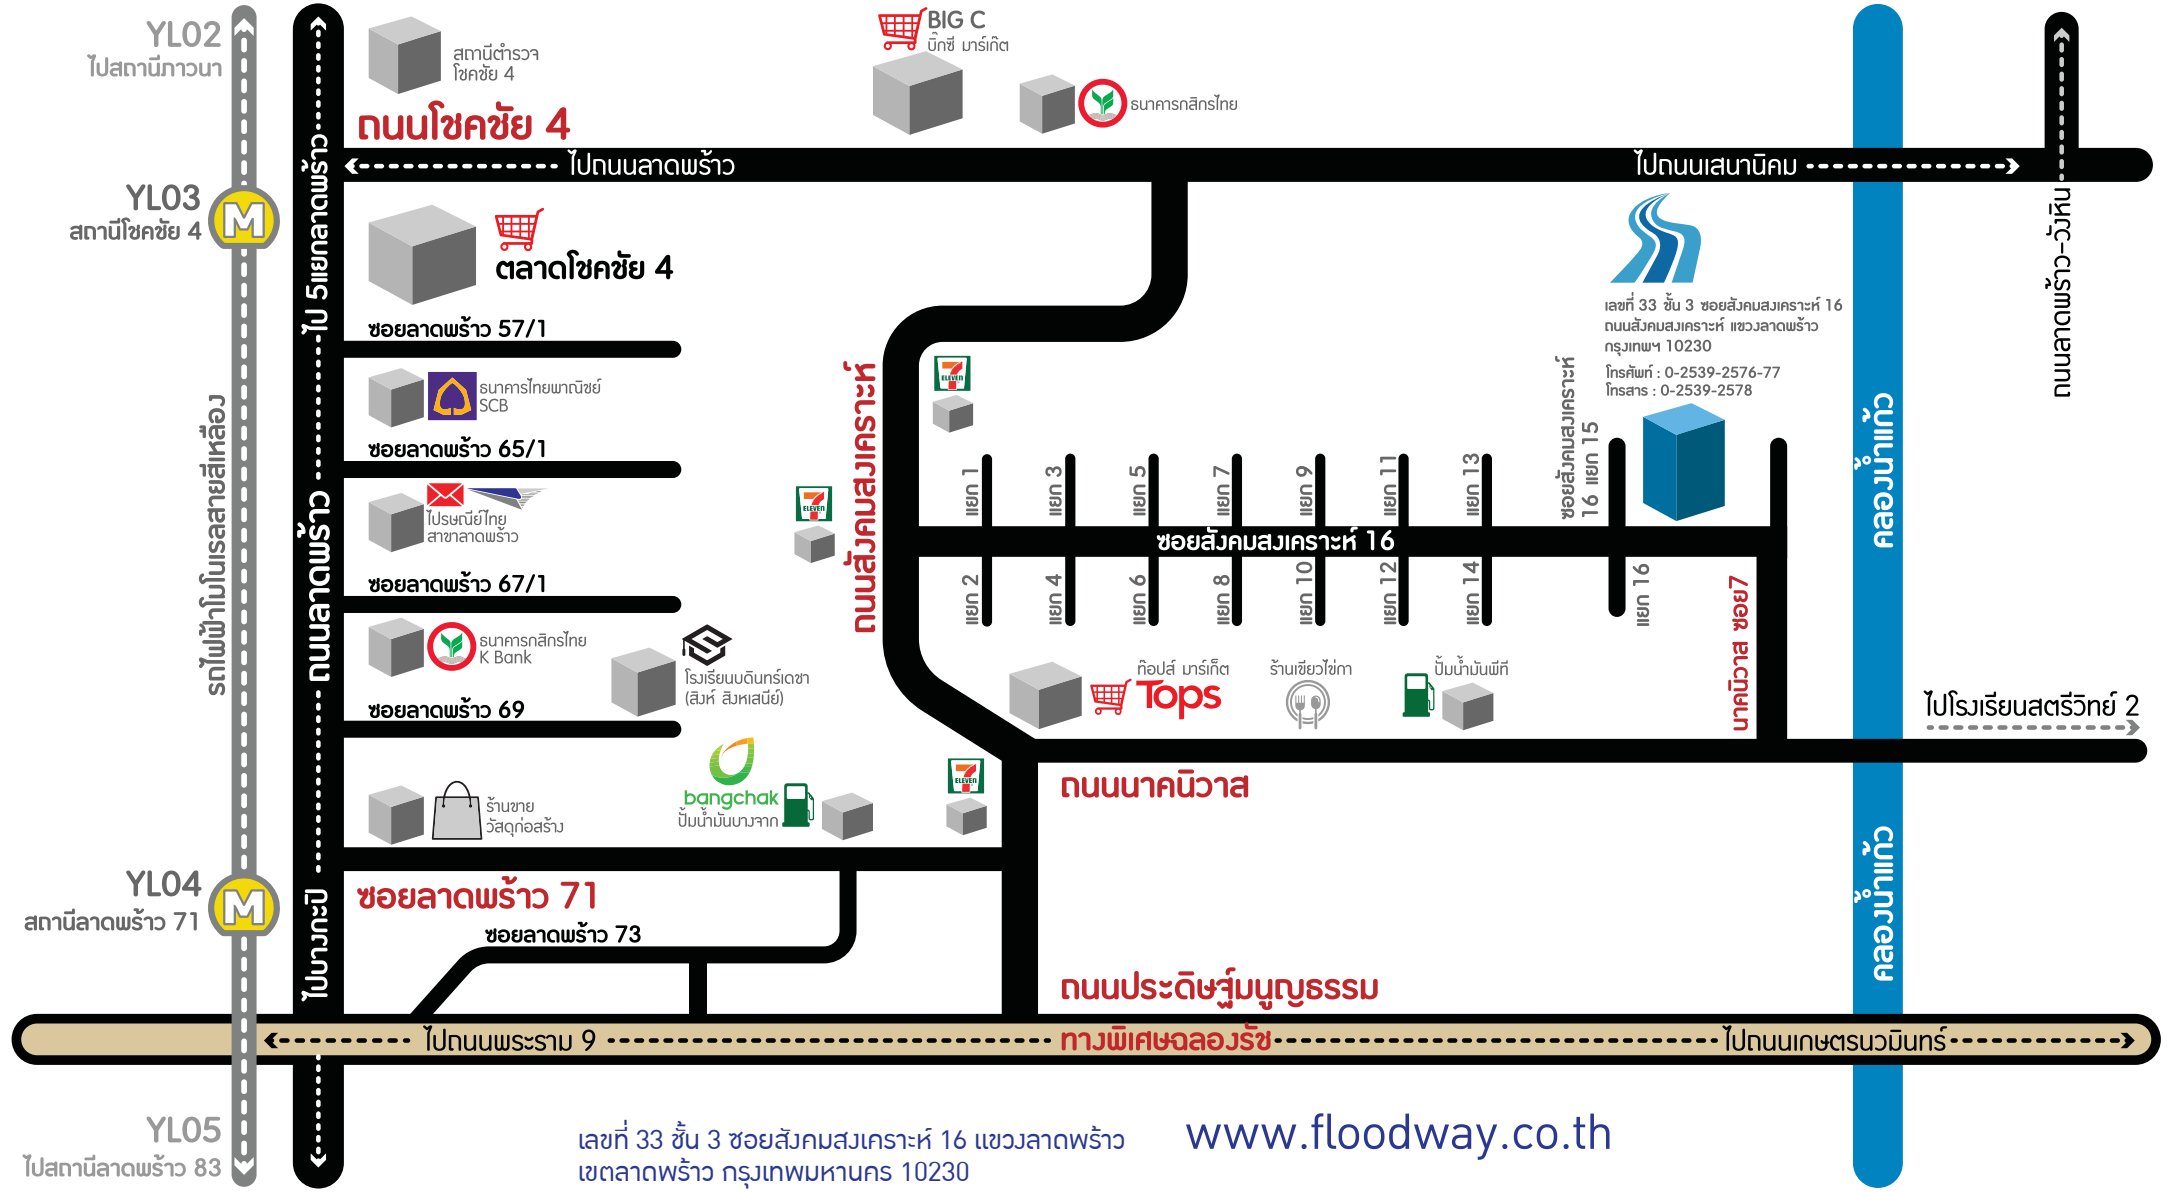 YL02
ไปสถานีภาวนา
YL03
สถานีโชคชัย 4
รถไฟฟ้าโมโนเรลสายสีเหลือง
YL04
สถานีลาดพร้าว 71
YL05
ไปสถานีลาดพร้าว 83
M
M
ไป 5แยกลาดพร้าว
ถนนลาดพร้าว
ไปบางกะปิ
สถานีตำรวจ
โชคชัย 4
ถนนโชคชัย 4
BIG C
บิ๊กซี มาร์เก๊ต
ธนาคารกสิกรไทย
ไปถนนลาดพร้าว
ไปถนนเสนานิคม
ถนนลาดพร้าว-วังหิน
ตลาดโชคชัย 4
ซอยลาดพร้าว 57/1
ธนาคารไทยพาณิชย์
SCB
ซอยลาดพร้าว 65/1
ไปรษณีย์ไทย
สาขาลาดพร้าว
ซอยลาดพร้าว 67/1
ธนาคารกสิกรไทย
K Bank
โรงเรียนบดินทร์เดชา
(สิงห์ สิงหเสนีย์)
ซอยลาดพร้าว 69
ร้านขาย
วัสดุก่อสร้าง
bangchak
ปั้มน้ำมันบางจาก
ซอยลาดพร้าว 71
ซอยลาดพร้าว 73
ถนนสังคมสงเคราะห์
7
ELEVEN
7
ELEVEN
7
ELEVEN
แยก 1
แยก 3
แยก 5
แยก 7
แยก 9
แยก 11
แยก 13
ซอยสังคมสงเคราะห์
16 แยก 15
ซอยสังคมสงเคราะห์ 16
แยก 2
แยก 4
แยก 6
แยก 8
แยก 10
แยก 12
แยก 14
แยก 16
เลขที่ 33 ชั้น 3 ซอยสังคมสงเคราะห์ 16
ถนนสังคมสงเคราะห์ แขวงลาดพร้าว
กรุงเทพฯ 10230
โทรศัพท์ : 0-2539-2576-77
โทรสาร : 0-2539-2578
นาคนิวาส ซอย7
คลองน้ำแก้ว
คลองน้ำแก้ว
ท๊อปส์ มาร์เก็ต
Tops
ร้านเขียวไข่กา
ปั้มน้ำมันพีที
ไปโรงเรียนสตรีวิทย์ 2
ถนนนาคนิวาส
ถนนประดิษฐ์มนูญธรรม
ไปถนนพระราม 9
ทางพิเศษฉลองรัช
ไปถนนเกษตรนวมินทร์
เลขที่ 33 ชั้น 3 ซอยสังคมสงเคราะห์ 16 แขวงลาดพร้าว
เขตลาดพร้าว กรุงเทพมหานคร 10230
www.floodway.co.th